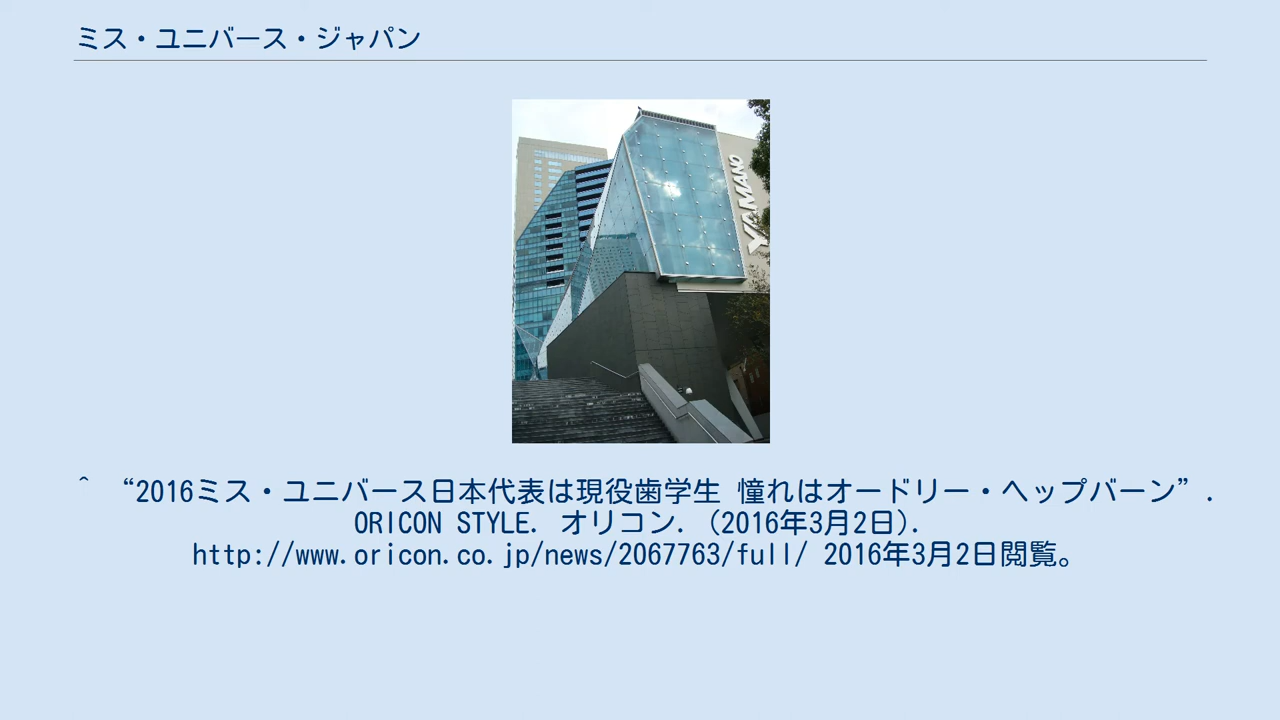 ミス・ユニバース・ジャパン
YAMANO
^ “2016ミス・ユニバース日本代表は現役歯学生 憧れはオードリー・ヘップバーン”.
ORICON STYLE. オリコン. (2016年3月2日).
http://www.oricon.co.jp/news/2067763/full/ 2016年3月2日閲覧。